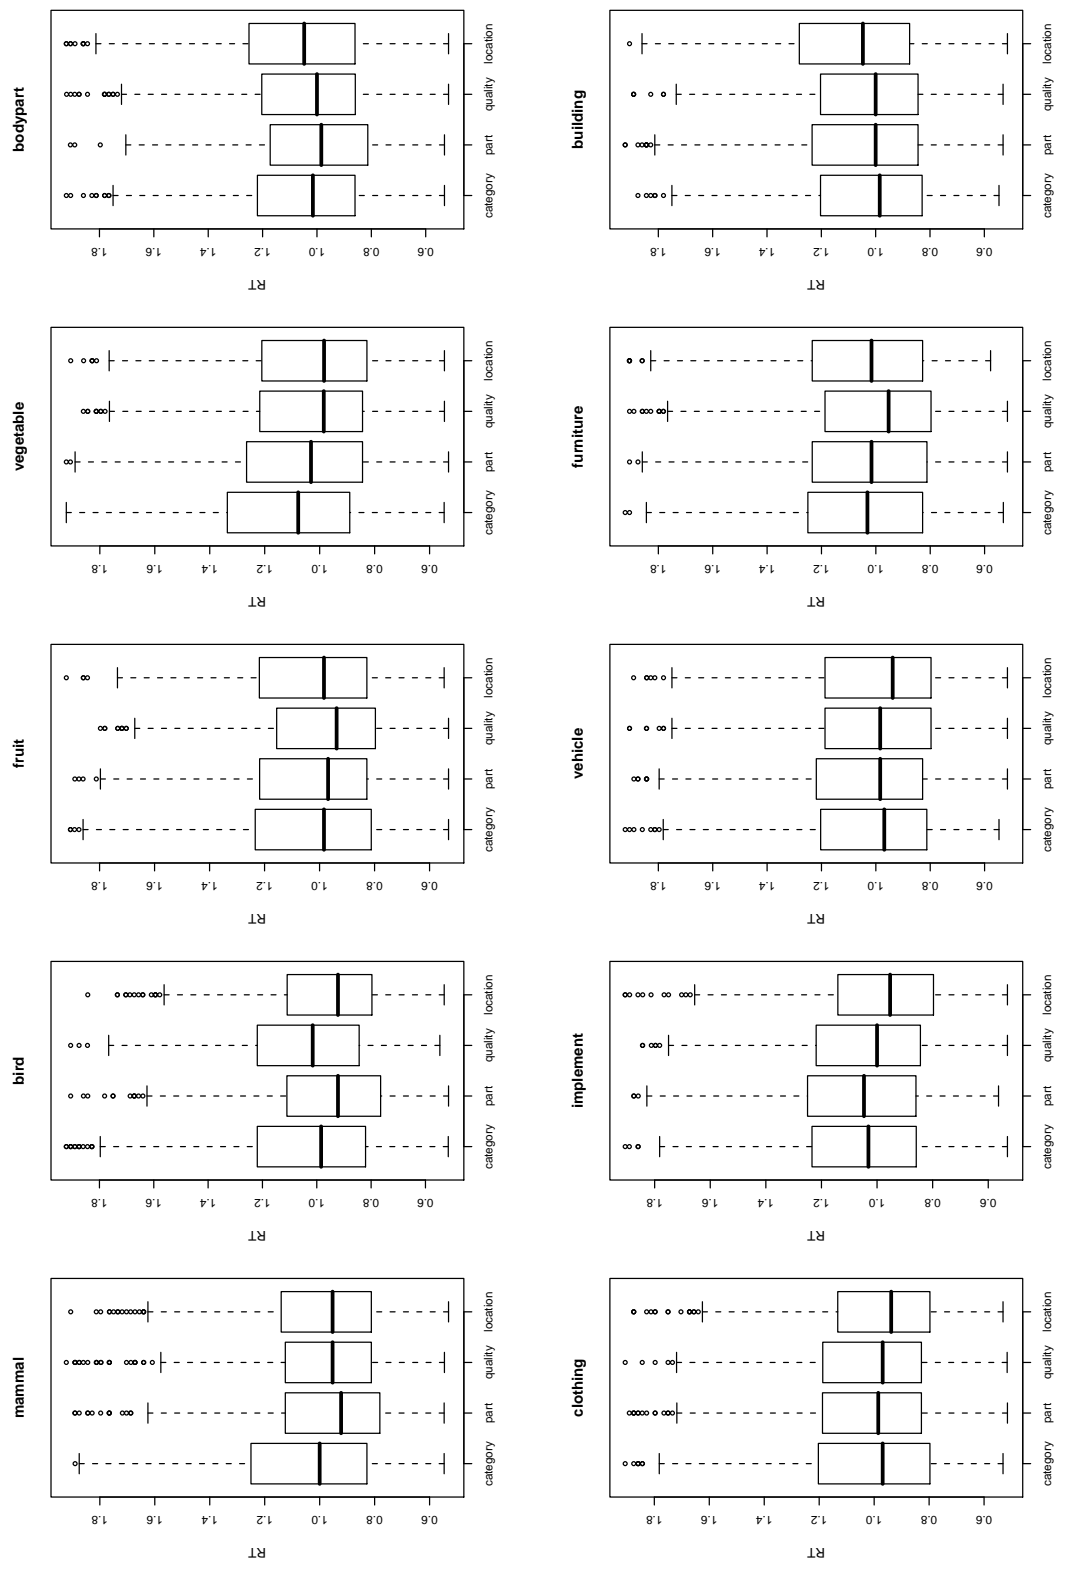 bodypart
location
quality
part
category
1.8 1.6 1.4 1.2 1.0 0.8 0.6
RT
building
location
quality
part
category
1.8 1.6 1.4 1.2 1.0 0.8 0.6
RT
vegetable
location
quality
part
category
1.8 1.6 1.4 1.2 1.0 0.8 0.6
RT
furniture
location
quality
part
category
1.8 1.6 1.4 1.2 1.0 0.8 0.6
RT
fruit
location
quality
part
category
1.8 1.6 1.4 1.2 1.0 0.8 0.6
RT
vehicle
location
quality
part
category
1.8 1.6 1.4 1.2 1.0 0.8 0.6
RT
bird
location
quality
part
category
1.8 1.6 1.4 1.2 1.0 0.8 0.6
RT
implement
location
quality
part
category
1.8 1.6 1.4 1.2 1.0 0.8 0.6
RT
mammal
location
quality
part
category
1.8 1.6 1.4 1.2 1.0 0.8 0.6
RT
clothing
location
quality
part
category
1.8 1.6 1.4 1.2 1.0 0.8 0.6
RT